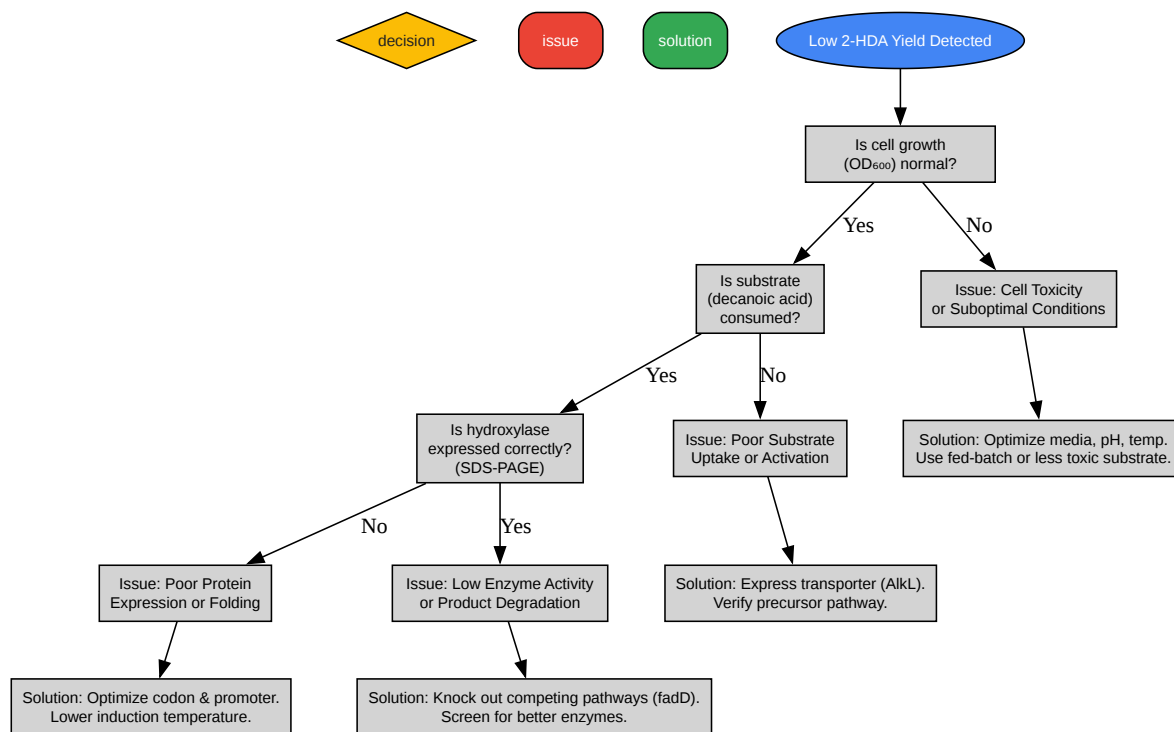 decision
issue
solution
Low 2-HDA Yield Detected
Is cell growth
(OD₆₀₀) normal?
Yes
No
Is substrate
(decanoic acid)
consumed?
Issue: Cell Toxicity
or Suboptimal Conditions
Yes
No
Is hydroxylase
expressed correctly?
(SDS-PAGE)
Issue: Poor Substrate
Uptake or Activation
Solution: Optimize media, pH, temp.
Use fed-batch or less toxic substrate.
No
Yes
Issue: Poor Protein
Expression or Folding
Issue: Low Enzyme Activity
or Product Degradation
Solution: Express transporter (AlkL).
Verify precursor pathway.
Solution: Optimize codon & promoter.
Lower induction temperature.
Solution: Knock out competing pathways (fadD).
Screen for better enzymes.